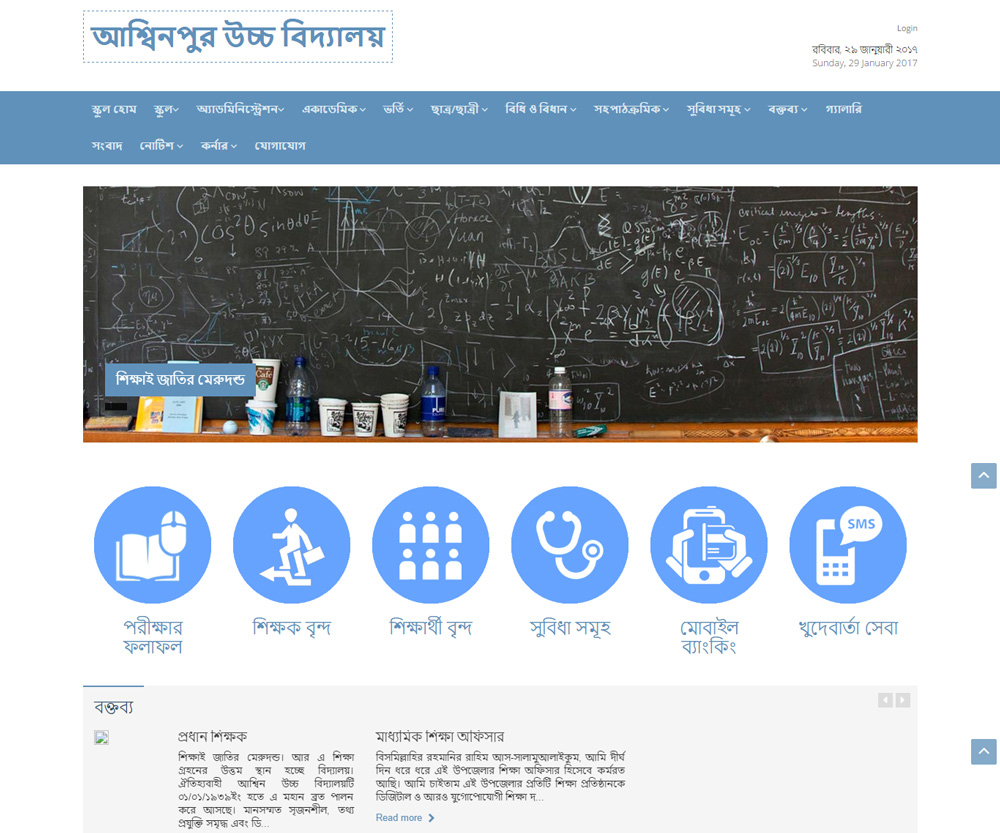 আশ্বিনপুর উচ্চ বিদ্যালয়
Login
রবিবার, ২৯ জানুয়ারী ২০১৭
Sunday, 29 January 2017
স্কুল হোম স্কুল অ্যাডমিনিস্ট্রেশন একাডেমিক ভর্তি ছাত্র/ছাত্রী বিধি ও বিধান সহপাঠক্রমিক সুবিধা সমূহ বক্তব্য গ্যালারি
সংবাদ নোটিশ কর্নার যোগাযোগ
Horace
Yuan
শিক্ষাই জাতির মেরুদন্ড
SMS
পরীক্ষার
ফলাফল
শিক্ষক বৃন্দ
শিক্ষার্থী বৃন্দ
সুবিধা সমূহ
মোবাইল
ব্যাংকিং
খুদেবার্তা সেবা
বক্তব্য
প্রধান শিক্ষক
শিক্ষাই জাতির মেরুদন্ড। আর এ শিক্ষা
গ্রহনের উত্তম স্থান হচ্ছে বিদ্যালয়।
ঐতিহ্যবাহী আশ্বিন উচ্চ বিদ্যালয়টি
০১/০১/১৯৩৯ইং হতে এ মহান ব্রত পালন
করে আসছে। মানসম্মত সৃজনশীল, তথ্য
প্রযুক্তি সমৃদ্ধ এবং ডি...
মাধ্যমিক শিক্ষা অফিসার
বিসমিল্লাহির রহমানির রাহিম আস-সালামুআলাইকুম, আমি দীর্ঘ
দিন ধরে ধরে এই উপজেলার শিক্ষা অফিসার হিসেবে কর্মরত
আছি। আমি চাইতাম এই উপজেলার প্রতিটি শিক্ষা প্রতিষ্ঠানকে
ডিজিটাল ও আরও যুগোপোযোগী শিক্ষা দ...
Read more